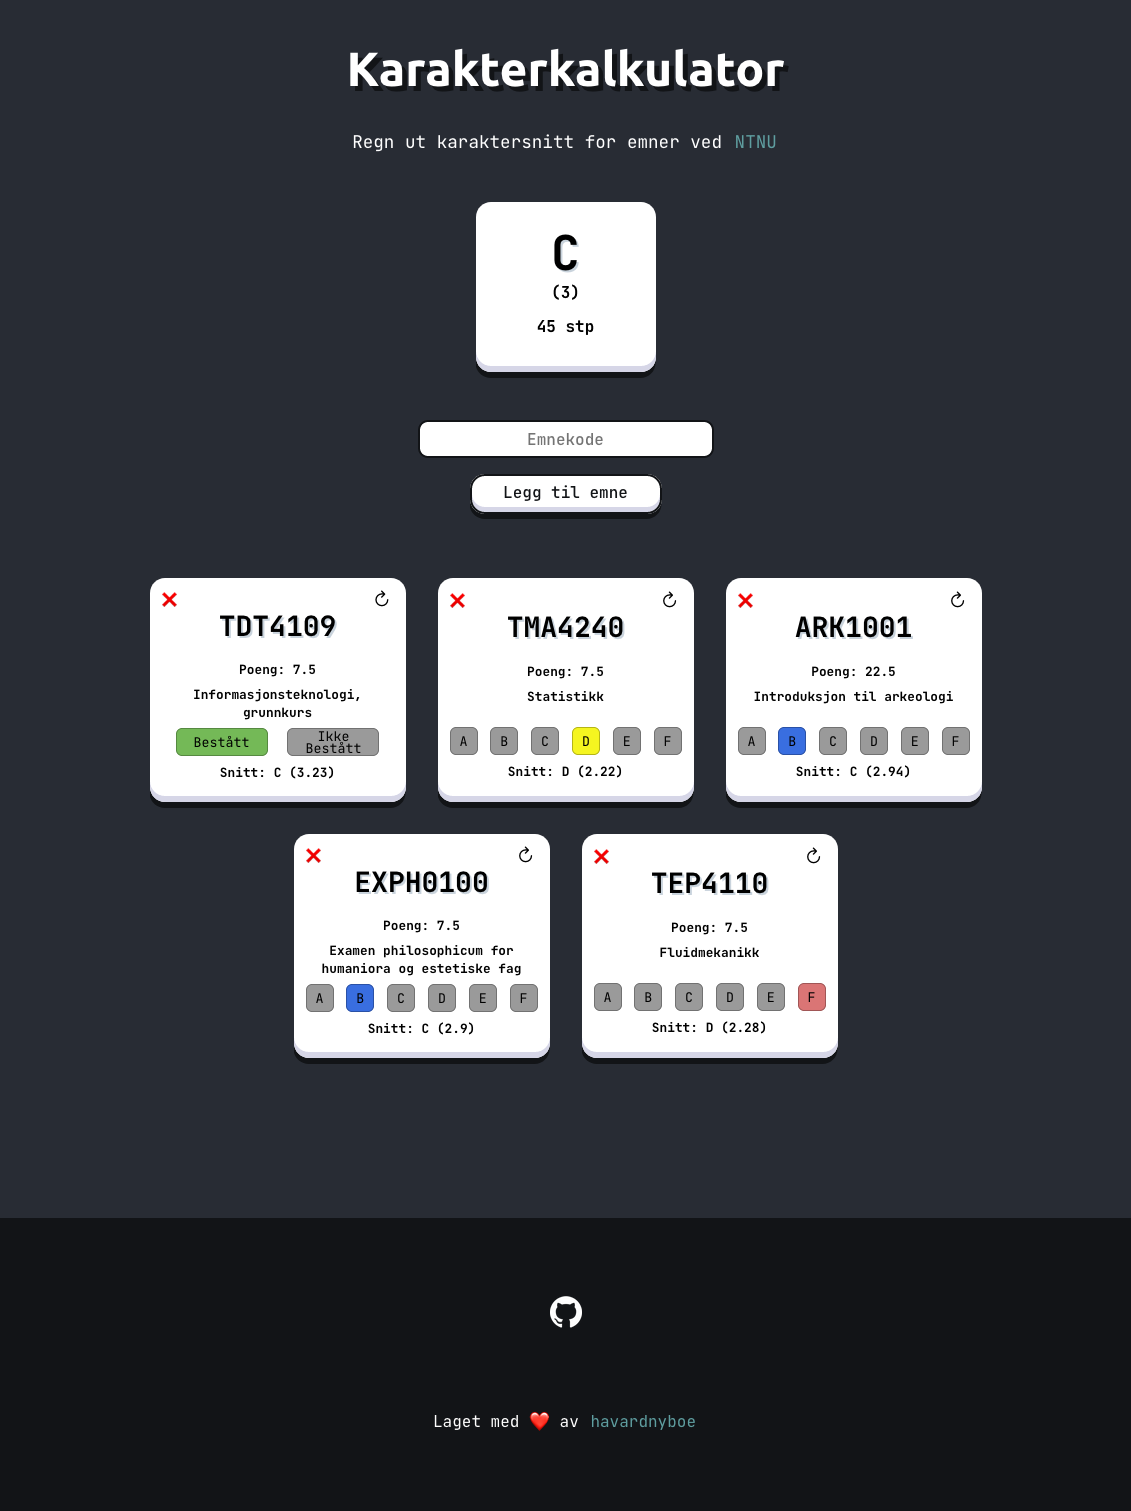 Karakterkalkulator
Regn ut karaktersnitt for emner ved NTNU
C
(3)
45 stp
Emnekode
Legg til emne
TDT4109
Poeng: 7.5
Informasjonsteknologi,
grunnkurs
Bestått
Ikke
Bestått
Snitt: C (3.23)
TMA4240
Poeng: 7.5
Statistikk
A B C D E F
Snitt: D (2.22)
ARK1001
Poeng: 22.5
Introduksjon til arkeologi
A B C D E F
Snitt: C (2.94)
EXPH0100
Poeng: 7.5
Examen philosophicum for
humaniora og estetiske fag
A B C D E F
Snitt: C (2.9)
TEP4110
Poeng: 7.5
Fluidmekanikk
A B C D E F
Snitt: D (2.28)
Laget med ❤️ av havardnyboe